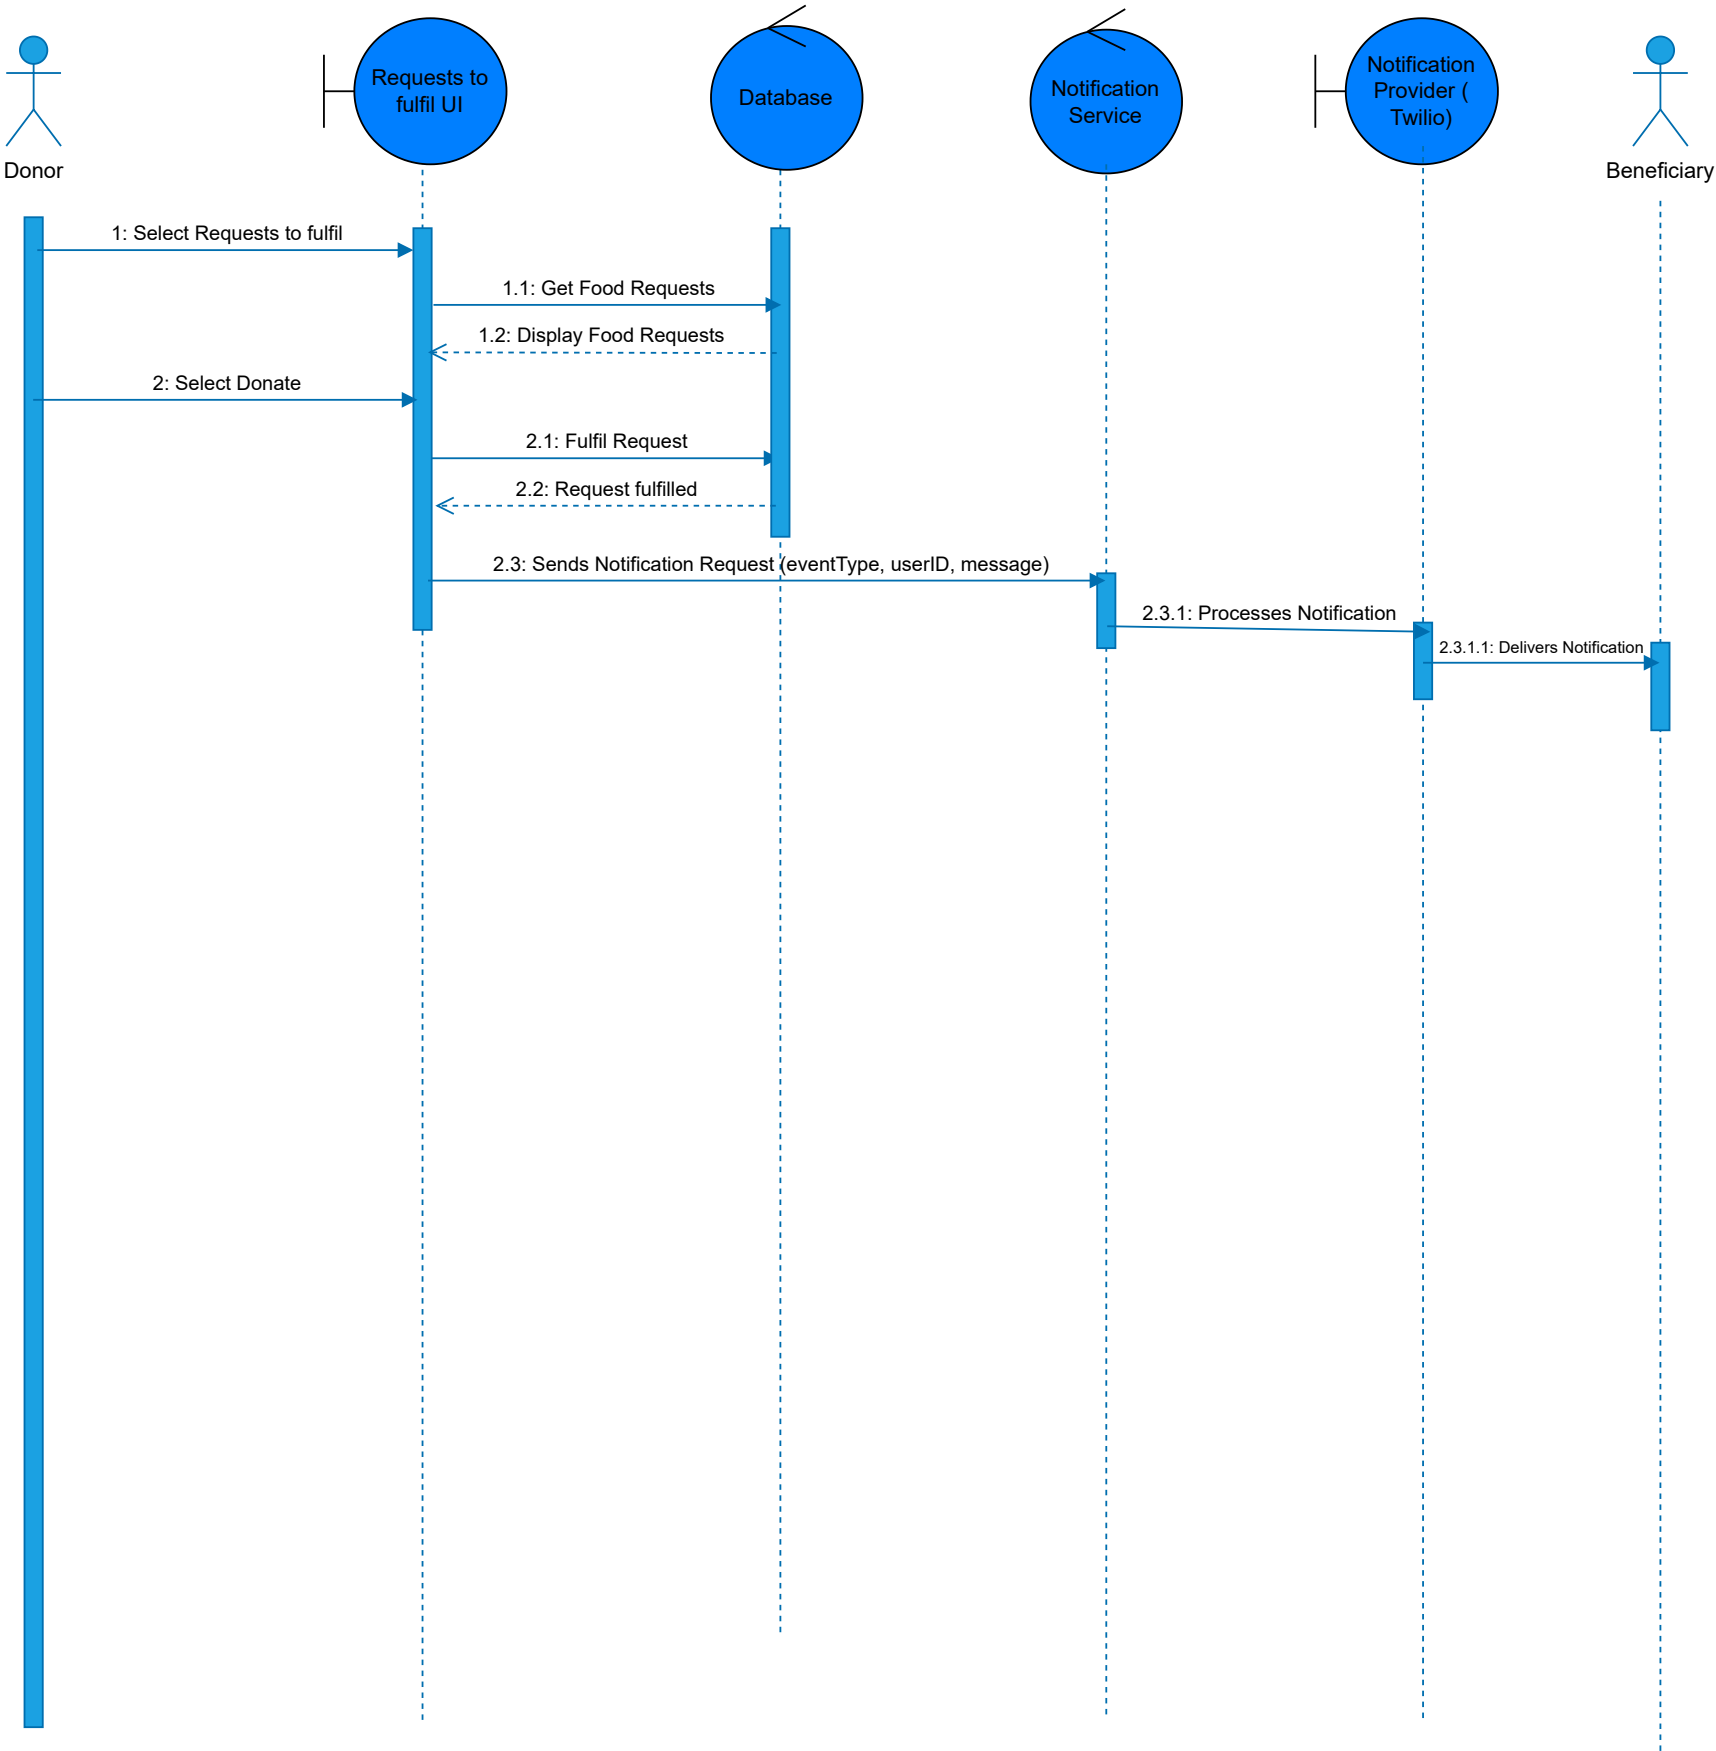 Requests to
fulfil UI
Database
Notification
Service
Notification
Provider (
Twilio)
Donor
Beneficiary
1: Select Requests to fulfil
1.1: Get Food Requests
1.2: Display Food Requests
2: Select Donate
2.1: Fulfil Request
2.2: Request fulfilled
2.3: Sends Notification Request (eventType, userID, message)
2.3.1: Processes Notification
2.3.1.1: Delivers Notification